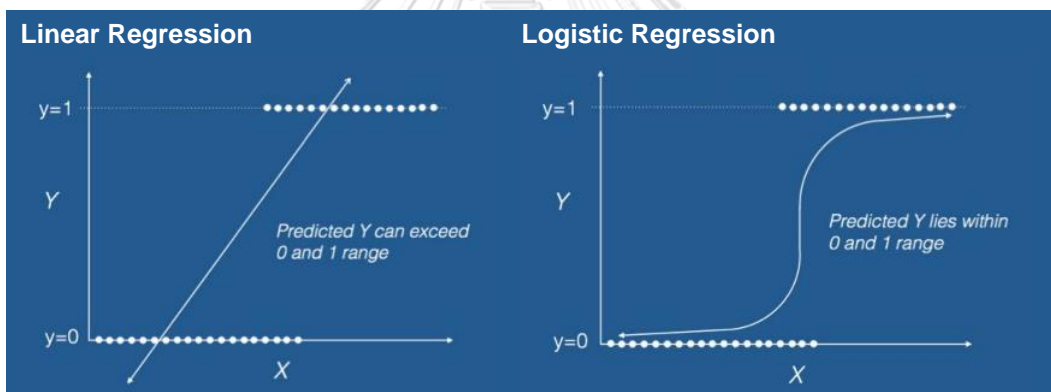 Linear Regression
y=1
Y
Predicted Y can exceed
0 and 1 range
y=0
X
Logistic Regression
y=1
Y
Predicted Y lies within
0 and 1 range
y=0
X